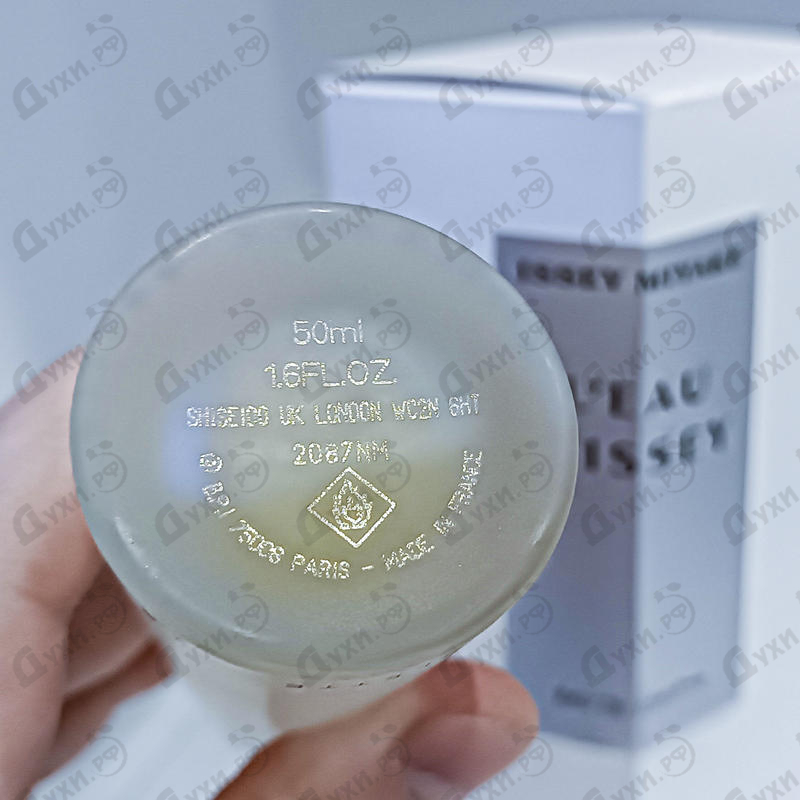 50ml
1.6FL.OZ.
SHISEIDO UK LONDON WC2N 6HT
2087NM
© BPI 75008 PARIS - MADE IN FRANCE
ISSEY MIYAKE
L'EAU
D'ISSEY
Духи.рф